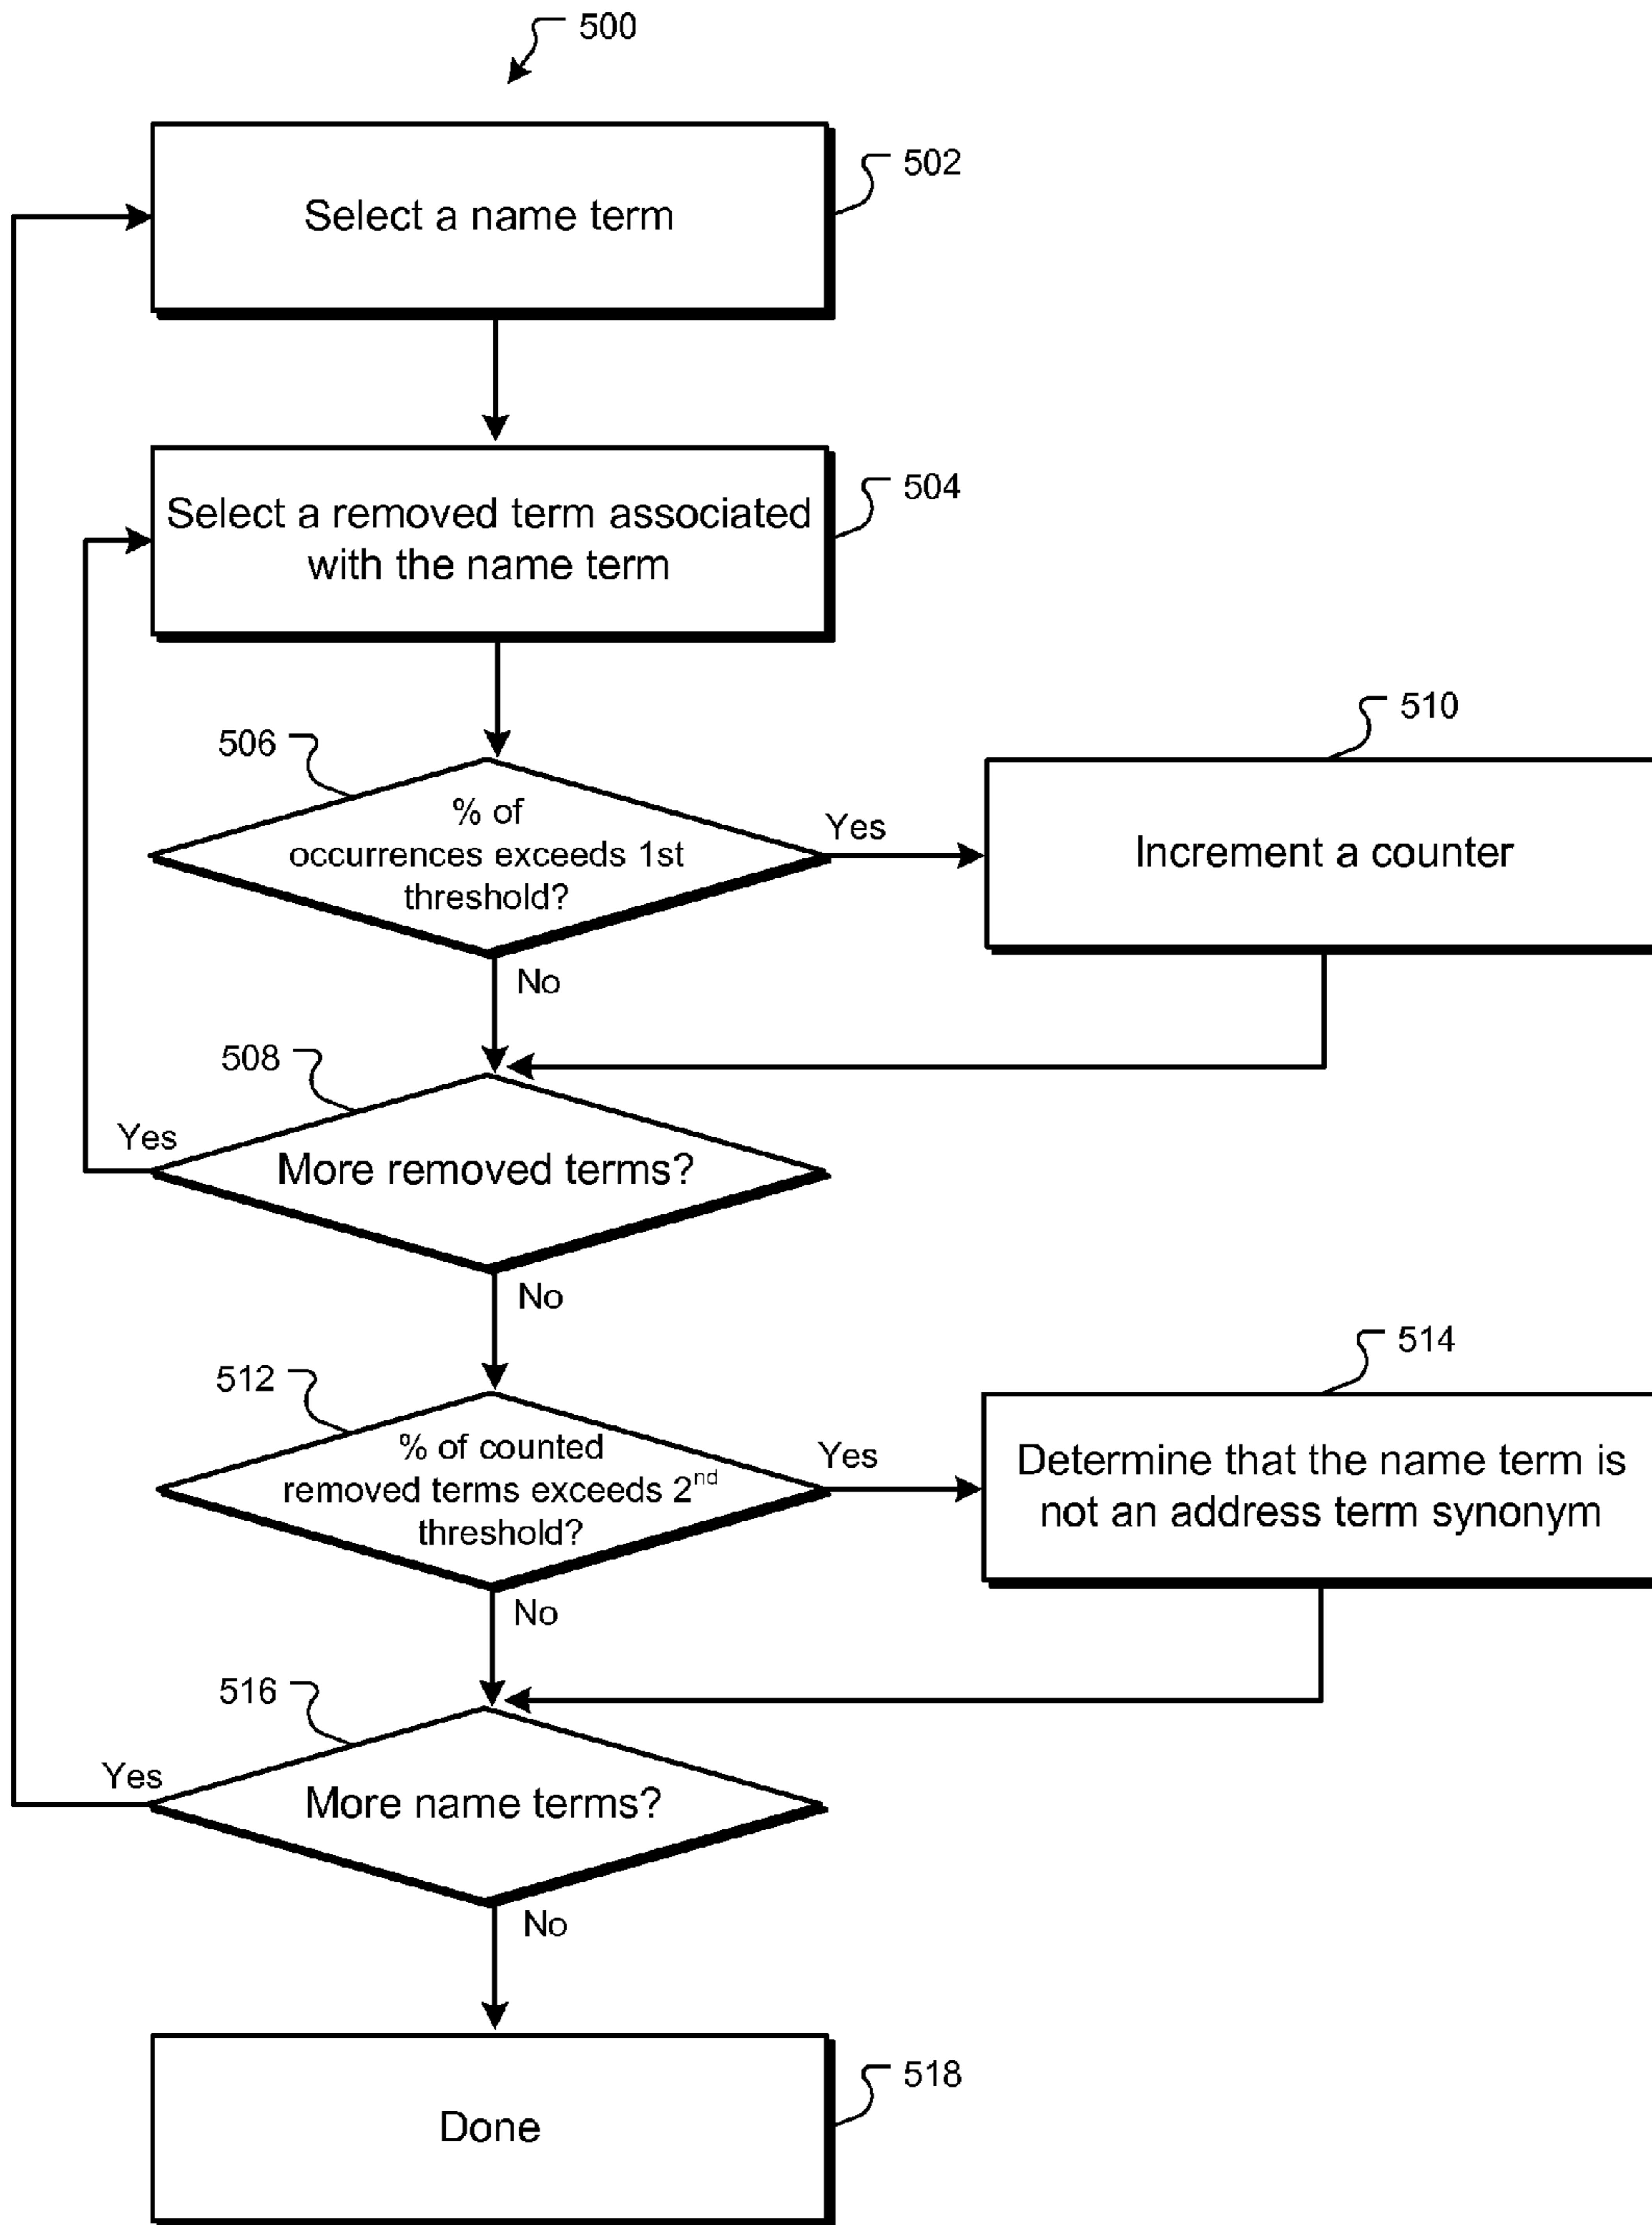 500
Select a name term
502
Select a removed term associated
with the name term
504
506
% of
occurrences exceeds 1st
threshold?
Yes
510
Increment a counter
No
508
Yes
More removed terms?
No
512
% of counted
removed terms exceeds 2nd
threshold?
Yes
514
Determine that the name term is
not an address term synonym
No
516
Yes
More name terms?
No
Done
518